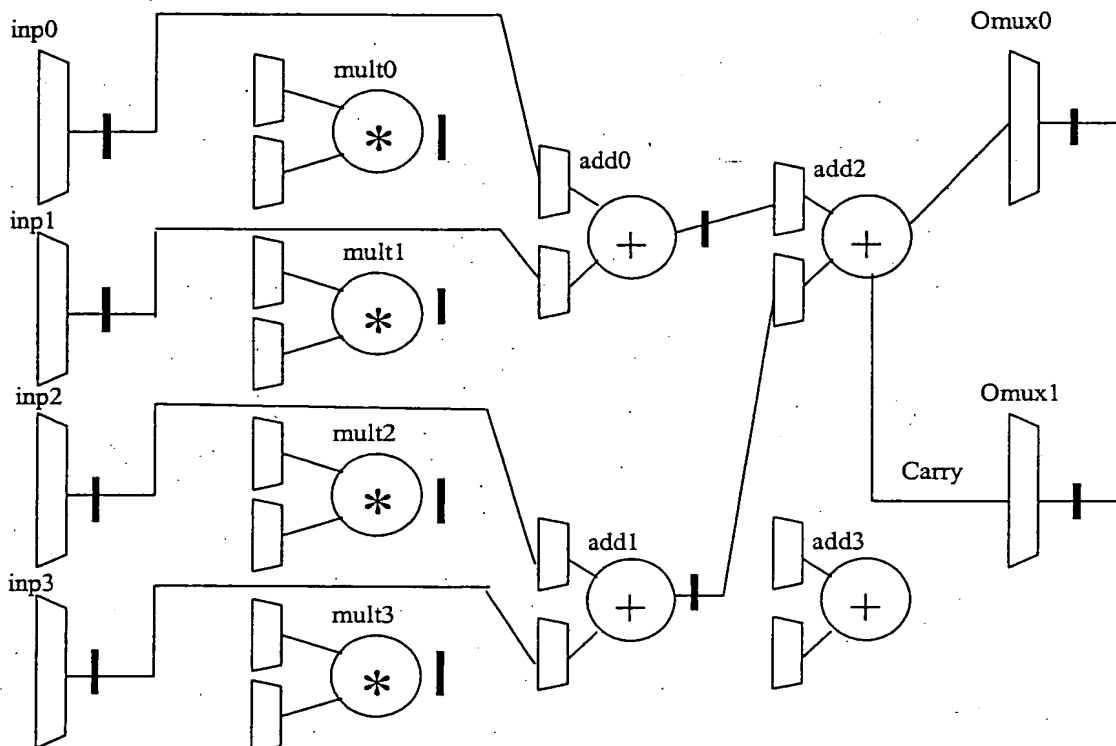 inp0
Omux0
mult0
*
add0
add2
+
+
inp1
mult1
*
inp2
Omux1
mult2
*
Carry
add1
add3
+
+
inp3
mult3
*